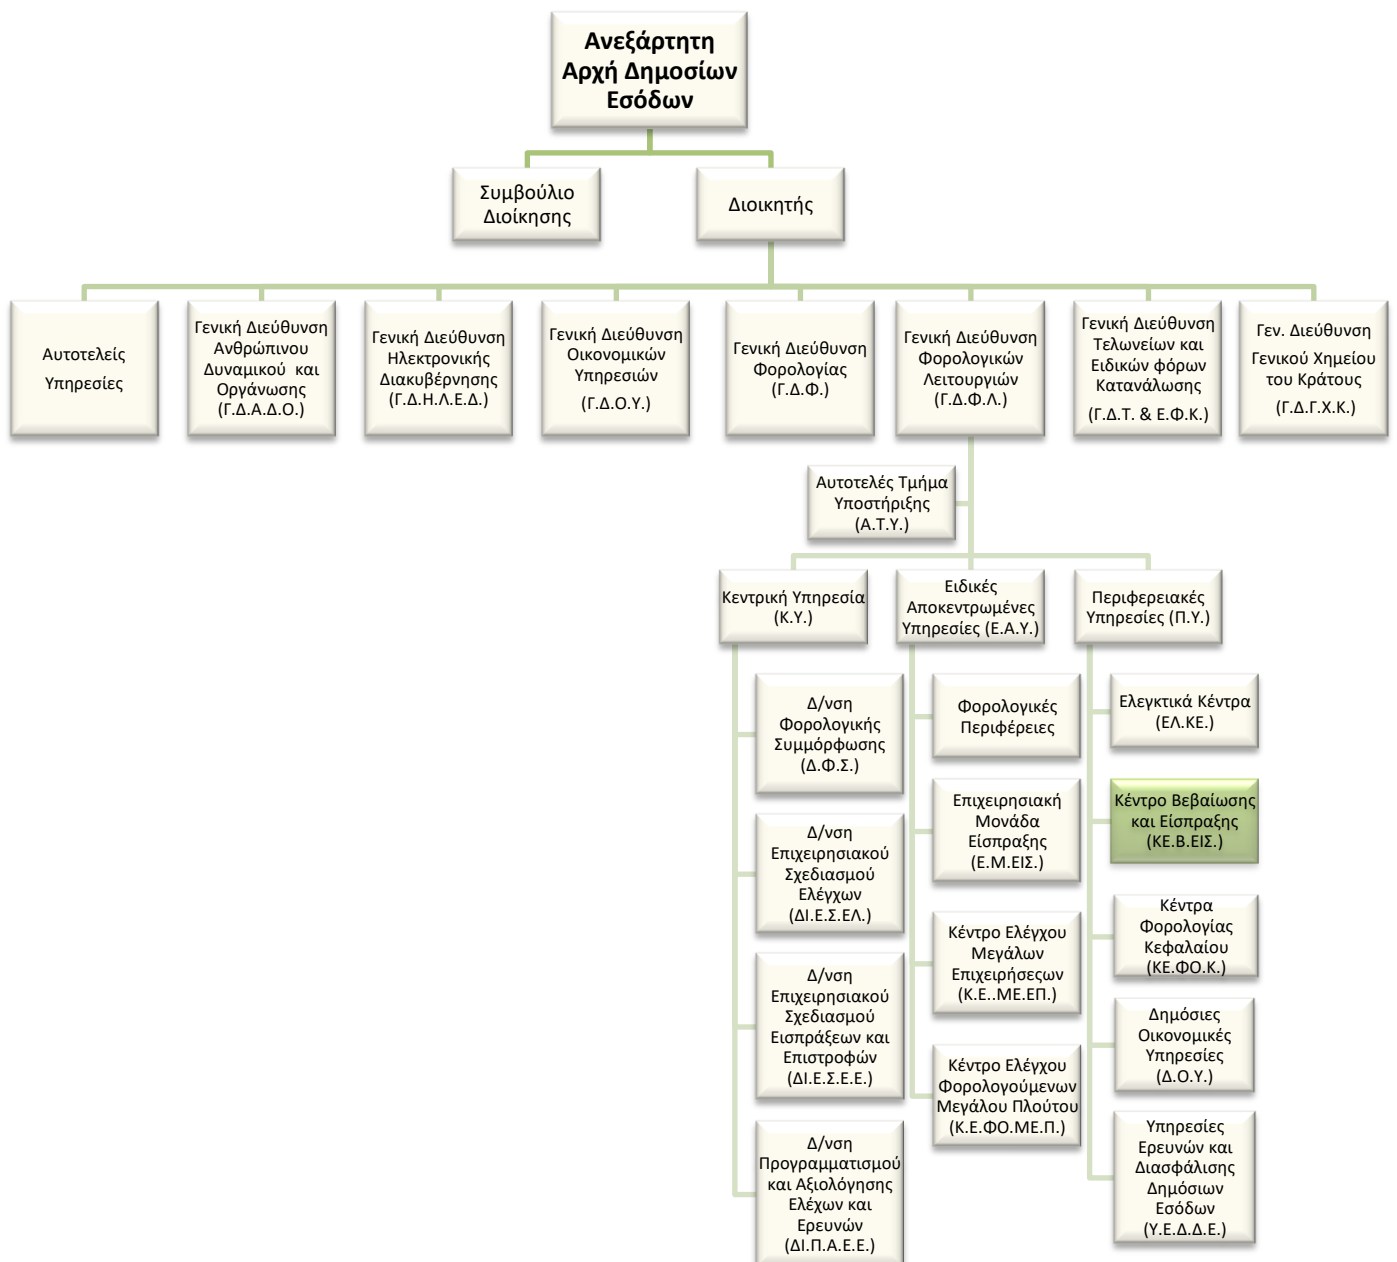 Ανεξάρτητη
Αρχή Δημοσίων
Εσόδων
Συμβούλιο
Διοίκησης
Διοικητής
Αυτοτελείς
Υπηρεσίες
Γενική Διεύθυνση
Ανθρώπινου
Δυναμικού και
Οργάνωσης
(Γ.Δ.Α.Δ.Ο.)
Γενική Διεύθυνση
Ηλεκτρονικής
Διακυβέρνησης
(Γ.Δ.Η.Λ.Ε.Δ.)
Γενική Διεύθυνση
Οικονομικών
Υπηρεσιών
(Γ.Δ.Ο.Υ.)
Γενική Διεύθυνση
Φορολογίας
(Γ.Δ.Φ.)
Γενική Διεύθυνση
Φορολογικών
Λειτουργιών
(Γ.Δ.Φ.Λ.)
Γενική Διεύθυνση
Τελωνείων και
Ειδικών φόρων
Κατανάλωσης
(Γ.Δ.Τ. & Ε.Φ.Κ.)
Γεν. Διεύθυνση
Γενικού Χημείου
του Κράτους
(Γ.Δ.Γ.Χ.Κ.)
Αυτοτελές Τμήμα
Υποστήριξης
(Α.Τ.Υ.)
Κεντρική Υπηρεσία
(Κ.Υ.)
Δ/νση
Φορολογικής
Συμμόρφωσης
(Δ.Φ.Σ.)
Δ/νση
Επιχειρησιακού
Σχεδιασμού
Ελέγχων
(ΔΙ.Ε.Σ.ΕΛ.)
Δ/νση
Επιχειρησιακού
Σχεδιασμού
Εισπράξεων και
Επιστροφών
(ΔΙ.Ε.Σ.Ε.Ε.)
Δ/νση
Προγραμματισμού
και Αξιολόγησης
Ελέχων και
Ερευνών
(ΔΙ.Π.Α.Ε.Ε.)
Ειδικές
Αποκεντρωμένες
Υπηρεσίες (Ε.Α.Υ.)
Φορολογικές
Περιφέρειες
Επιχειρησιακή
Μονάδα
Είσπραξης
(Ε.Μ.ΕΙΣ.)
Κέντρο Ελέγχου
Μεγάλων
Επιχειρήσεςων
(Κ.Ε..ΜΕ.ΕΠ.)
Κέντρο Ελέγχου
Φορολογούμενων
Μεγάλου Πλούτου
(Κ.Ε.ΦΟ.ΜΕ.Π.)
Περιφερειακές
Υπηρεσίες (Π.Υ.)
Ελεγκτικά Κέντρα
(ΕΛ.ΚΕ.)
Κέντρο Βεβαίωσης
και Είσπραξης
(ΚΕ.Β.ΕΙΣ.)
Κέντρα
Φορολογίας
Κεφαλαίου
(ΚΕ.ΦΟ.Κ.)
Δημόσιες
Οικονομικές
Υπηρεσίες
(Δ.Ο.Υ.)
Υπηρεσίες
Ερευνών και
Διασφάλισης
Δημόσιων
Εσόδων
(Υ.Ε.Δ.Δ.Ε.)